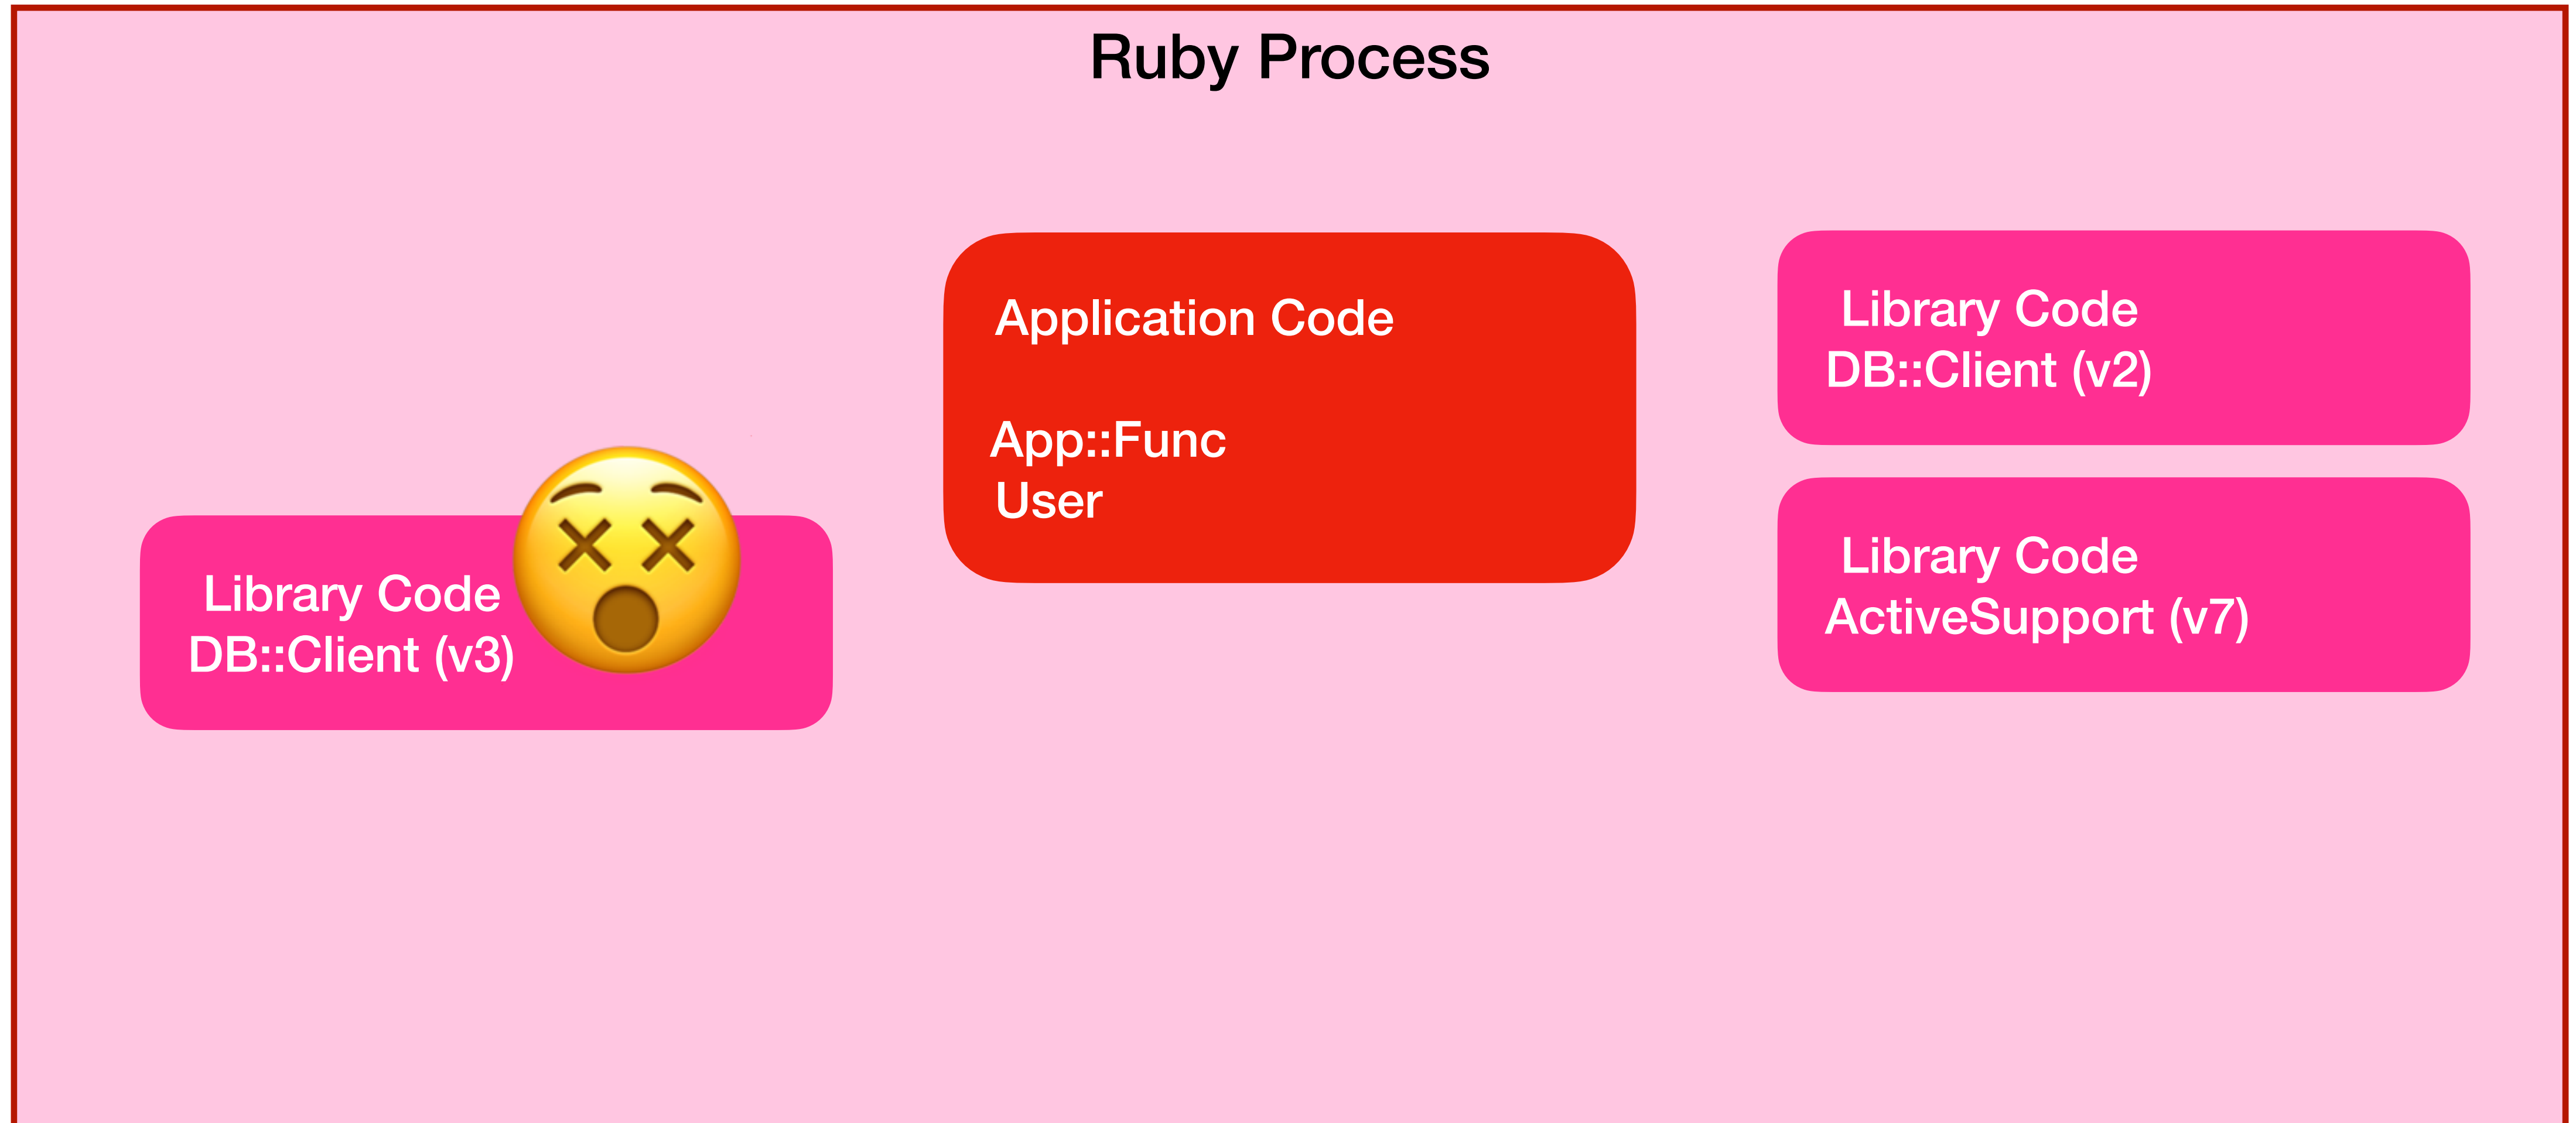 Ruby Process
Application Code
App::Func
User
Library Code
DB::Client (v2)
Library Code
ActiveSupport (v7)
Library Code
DB::Client (v3)